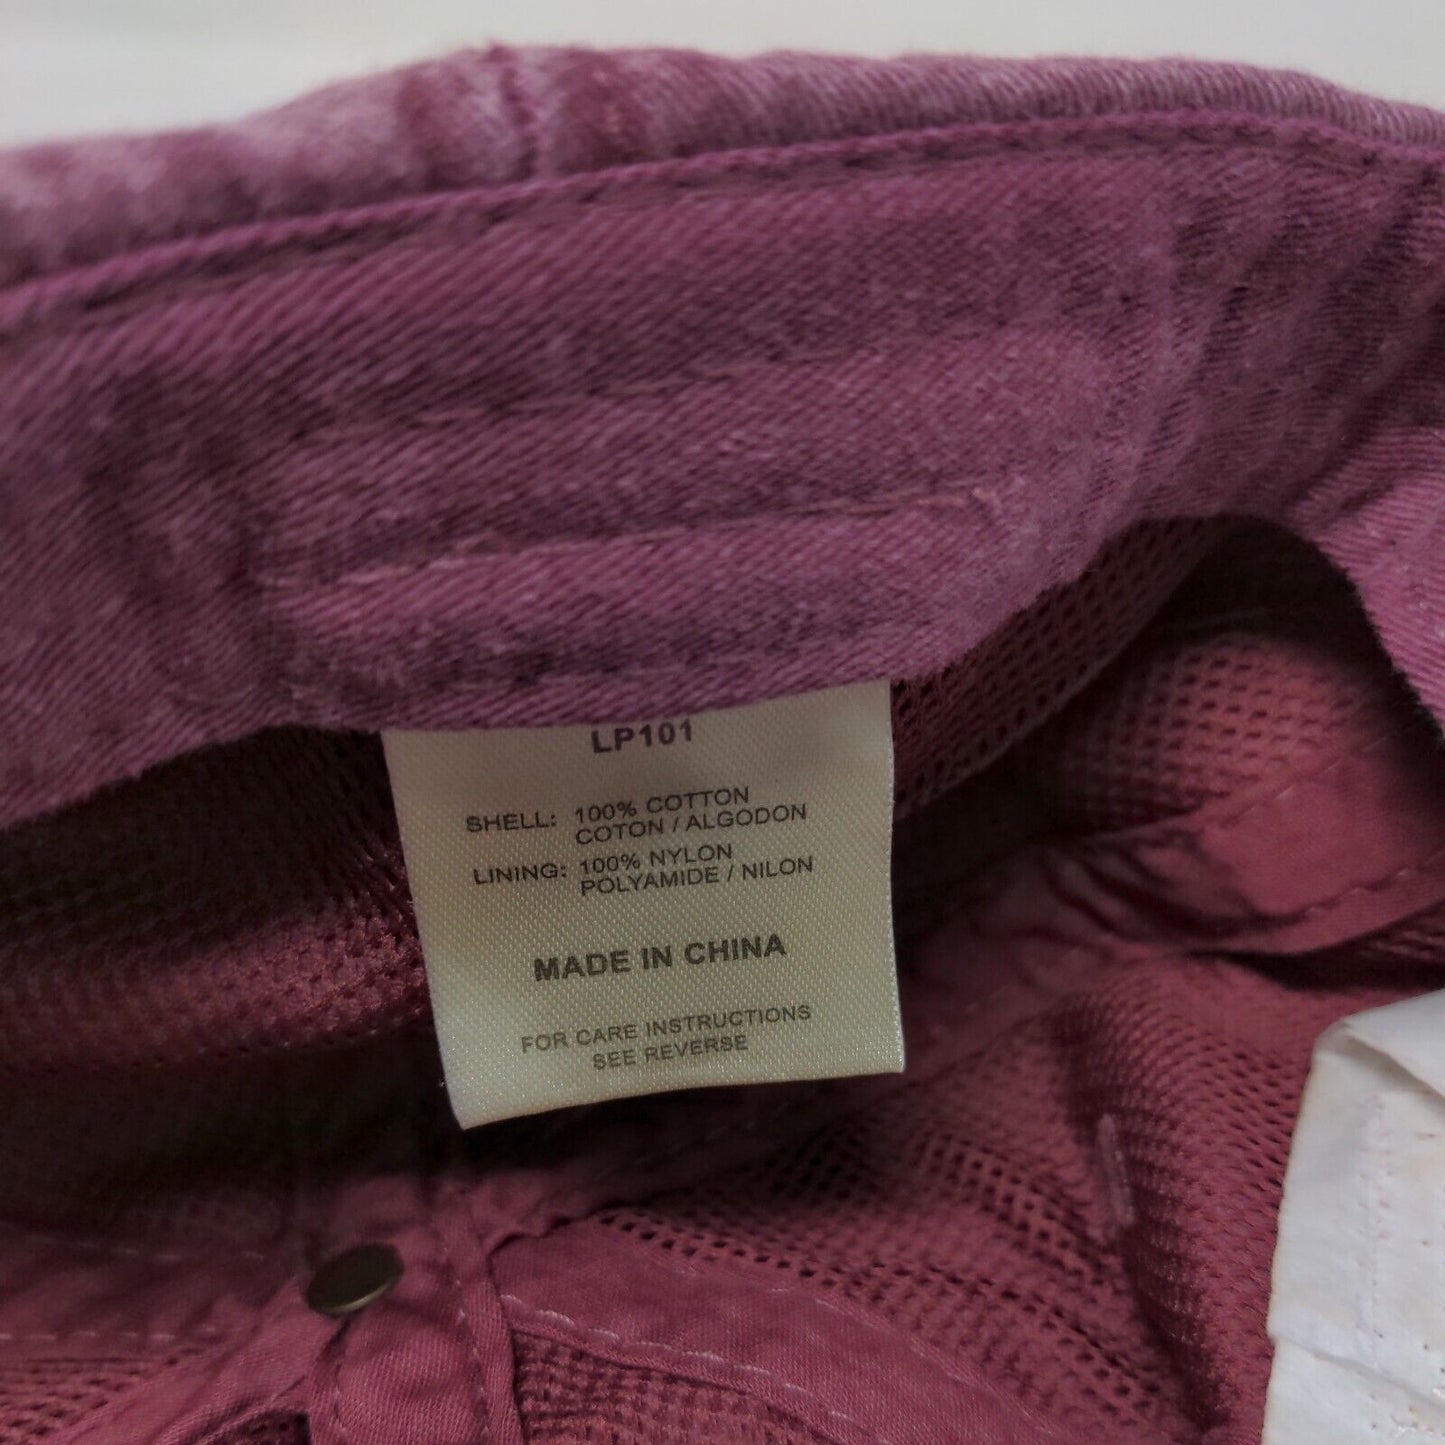 LP101
SHELL: 100% COTTON
COTON / ALGODON
LINING: 100% NYLON
POLYAMIDE / NILON
MADE IN CHINA
FOR CARE INSTRUCTIONS
SEE REVERSE